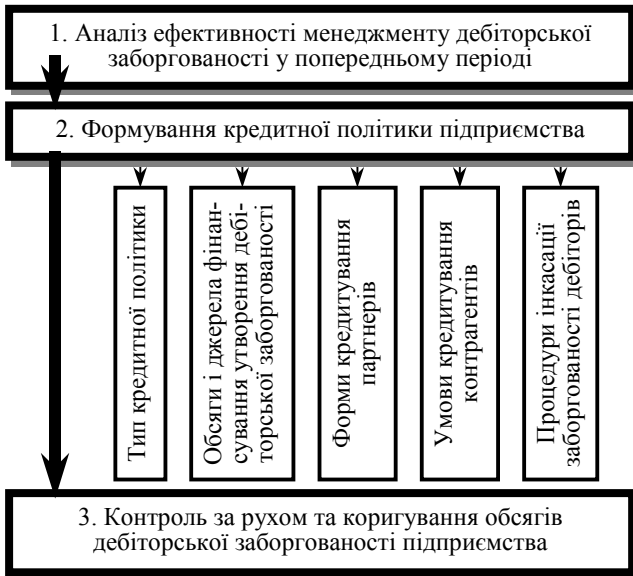 1. Аналіз ефективності менеджменту дебіторської
заборгованості у попередньому періоді
2. Формування кредитної політики підприємства
Тип кредитної політики
Обсяги і джерела фінан-
сування утворення дебі-
торської заборгованості
Форми кредитування
партнерів
Умови кредитування
контрагентів
Процедури інкасації
заборгованості дебіторів
3. Контроль за рухом та коригування обсягів
дебіторської заборгованості підприємства